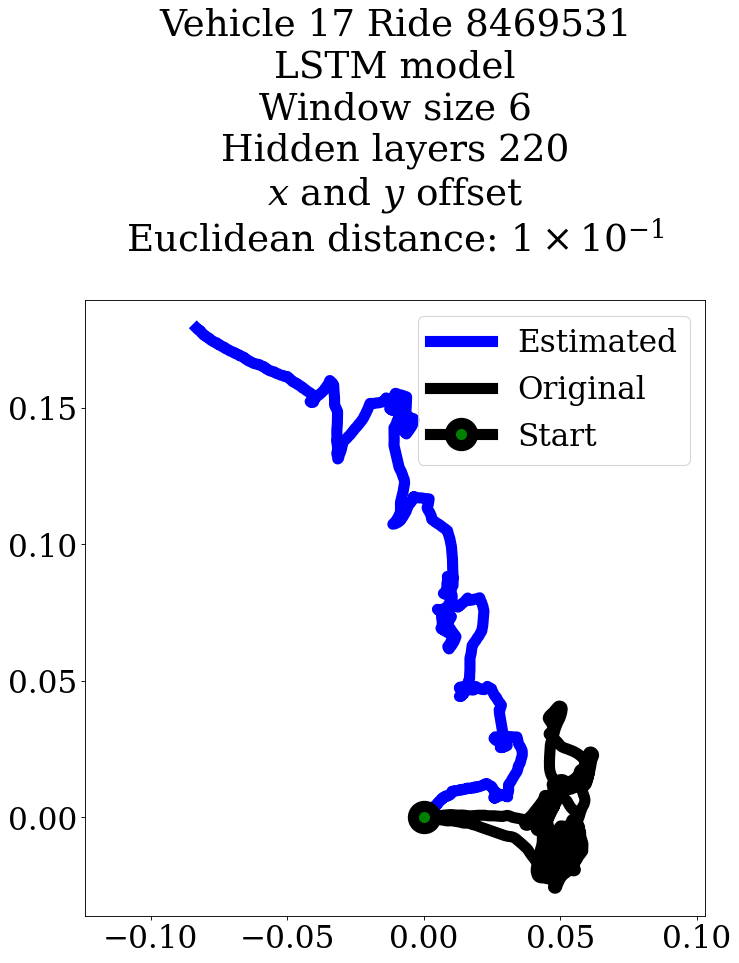 Vehicle 17 Ride 8469531
LSTM model
Window size 6
Hidden layers 220
x and y offset
Euclidean distance: 1 × 10⁻¹
Estimated
Original
Start
0.15
0.10
0.05
0.00
−0.10 −0.05 0.00 0.05 0.10